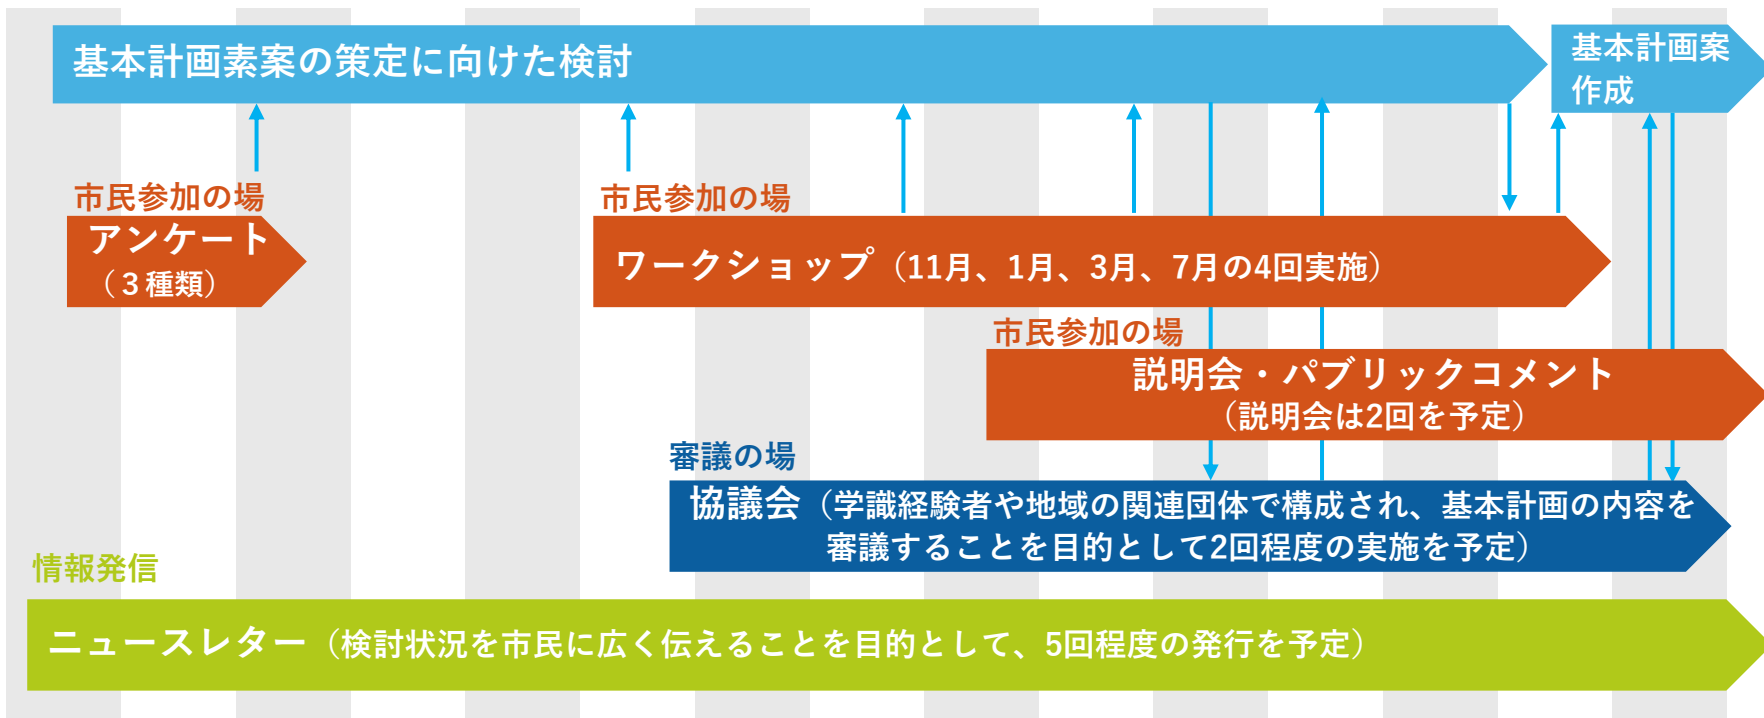 基本計画素案の策定に向けた検討
基本計画案
作成
市民参加の場
アンケート
（３種類）
市民参加の場
ワークショップ（11月、1月、3月、7月の4回実施）
市民参加の場
説明会・パブリックコメント
（説明会は2回を予定）
審議の場
協議会（学識経験者や地域の関連団体で構成され、基本計画の内容を
審議することを目的として2回程度の実施を予定）
情報発信
ニュースレター（検討状況を市民に広く伝えることを目的として、5回程度の発行を予定）